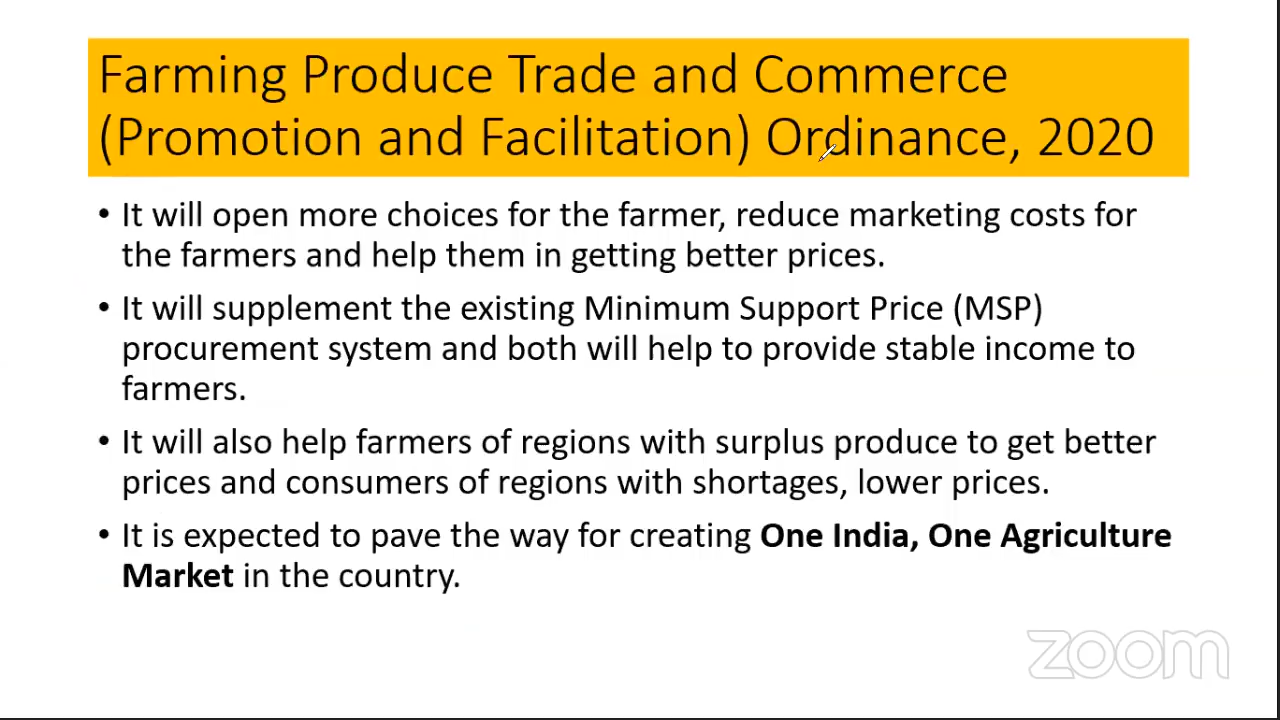 Farming Produce Trade and Commerce
(Promotion and Facilitation) Ordinance, 2020
• It will open more choices for the farmer, reduce marketing costs for
the farmers and help them in getting better prices.
• It will supplement the existing Minimum Support Price (MSP)
procurement system and both will help to provide stable income to
farmers.
• It will also help farmers of regions with surplus produce to get better
prices and consumers of regions with shortages, lower prices.
• It is expected to pave the way for creating One India, One Agriculture
Market in the country.
zoom